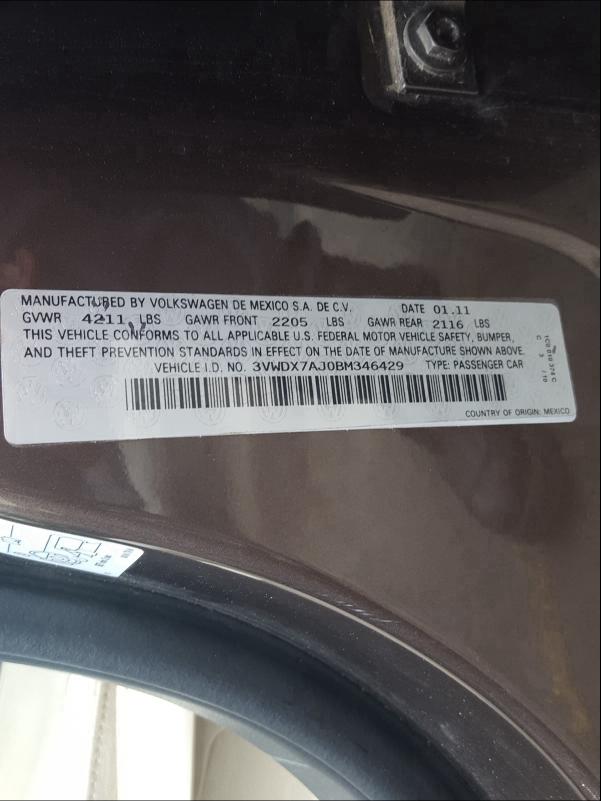 MANUFACTURED BY VOLKSWAGEN DE MEXICO S.A. DE C.V. DATE 01.11
GVWR 4211 LBS GAWR FRONT 2205 LBS GAWR REAR 2116 LBS
THIS VEHICLE CONFORMS TO ALL APPLICABLE U.S. FEDERAL MOTOR VEHICLE SAFETY, BUMPER,
AND THEFT PREVENTION STANDARDS IN EFFECT ON THE DATE OF MANUFACTURE SHOWN ABOVE.
VEHICLE I.D. NO. 3VWDX7AJ0BM346429 TYPE: PASSENGER CAR
COUNTRY OF ORIGIN: MEXICO